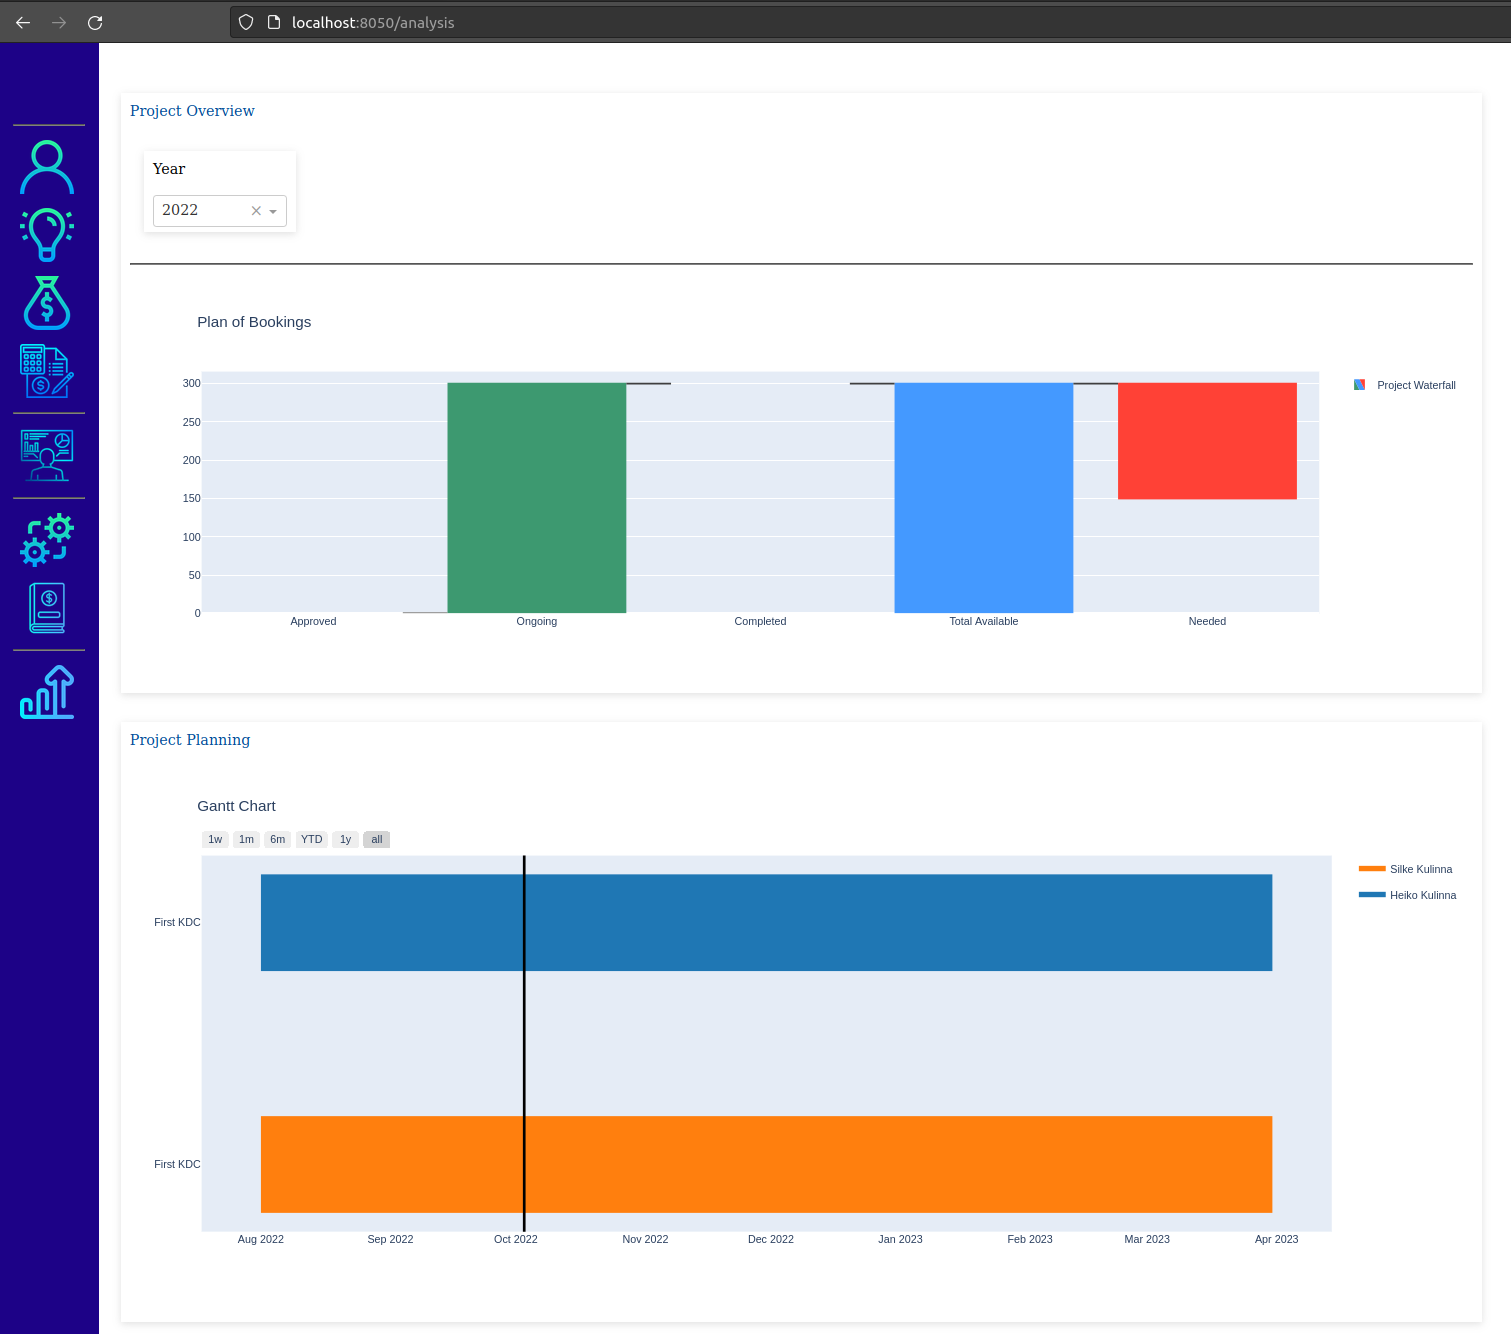 localhost:8050/analysis
Project Overview
Year
2022
Plan of Bookings
300
250
200
150
100
50
0
Approved Ongoing Completed Total Available Needed
Project Waterfall
Project Planning
Gantt Chart
1w 1m 6m YTD 1y all
First KDC
First KDC
Aug 2022 Sep 2022 Oct 2022 Nov 2022 Dec 2022 Jan 2023 Feb 2023 Mar 2023 Apr 2023
Silke Kulinna
Heiko Kulinna